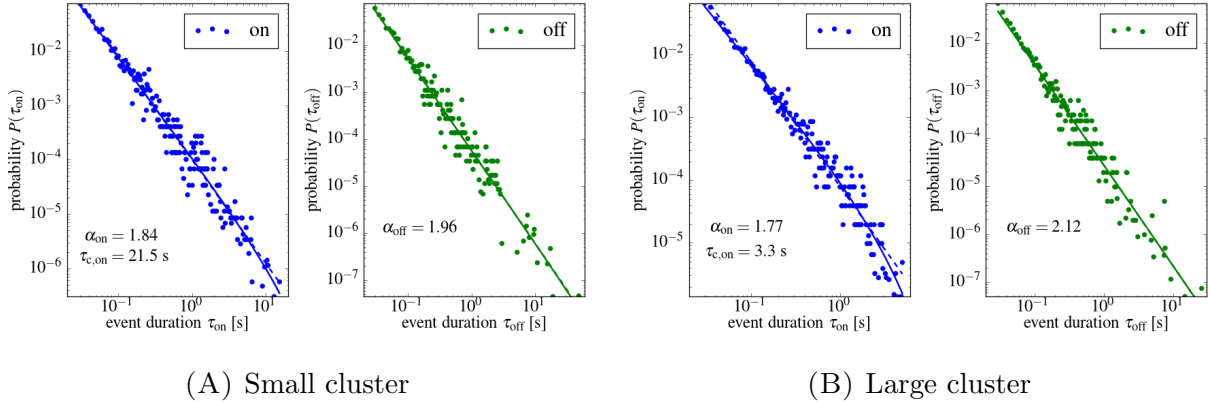 on
10⁻²
10⁻³
10⁻⁴
10⁻⁵
10⁻⁶
probability P(τon)
αon = 1.84
τc,on = 21.5 s
10⁻¹
10⁰
10¹
event duration τon [s]
off
10⁻²
10⁻³
10⁻⁴
10⁻⁵
10⁻⁶
10⁻⁷
probability P(τoff)
αoff = 1.96
10⁻¹
10⁰
10¹
event duration τoff [s]
(A) Small cluster
on
10⁻²
10⁻³
10⁻⁴
10⁻⁵
probability P(τon)
αon = 1.77
τc,on = 3.3 s
10⁻¹
10⁰
event duration τon [s]
off
10⁻²
10⁻³
10⁻⁴
10⁻⁵
10⁻⁶
10⁻⁷
probability P(τoff)
αoff = 2.12
10⁻¹
10⁰
10¹
event duration τoff [s]
(B) Large cluster